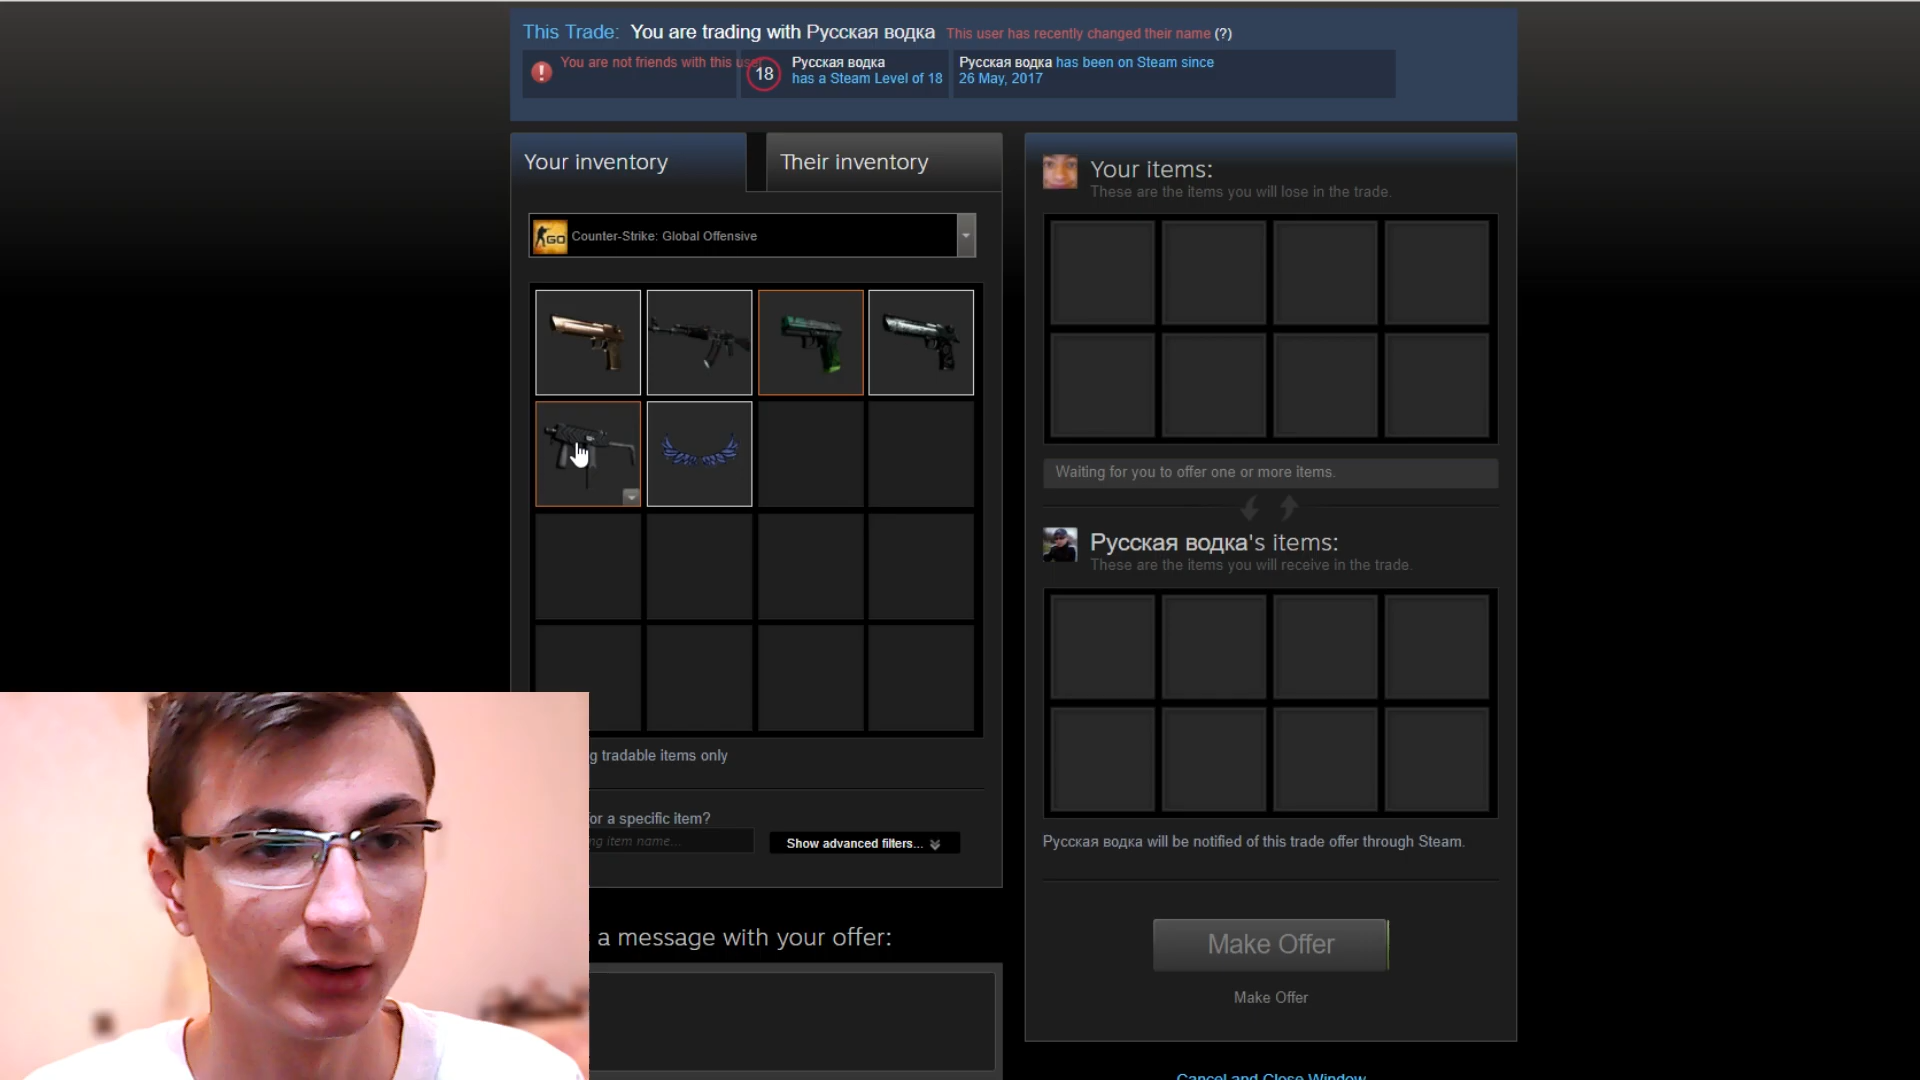 This Trade: You are trading with Русская водка This user has recently changed their name (?)
You are not friends with this use
18
Русская водка
has a Steam Level of 18
Русская водка has been on Steam since
26 May, 2017
Your inventory
Their inventory
GO
Counter-Strike: Global Offensive
g tradable items only
or a specific item?
ng item name...
Show advanced filters...
a message with your offer:
Your items:
These are the items you will lose in the trade.
Waiting for you to offer one or more items.
Русская водка's items:
These are the items you will receive in the trade.
Русская водка will be notified of this trade offer through Steam.
Make Offer
Make Offer
Cancel and Close Window